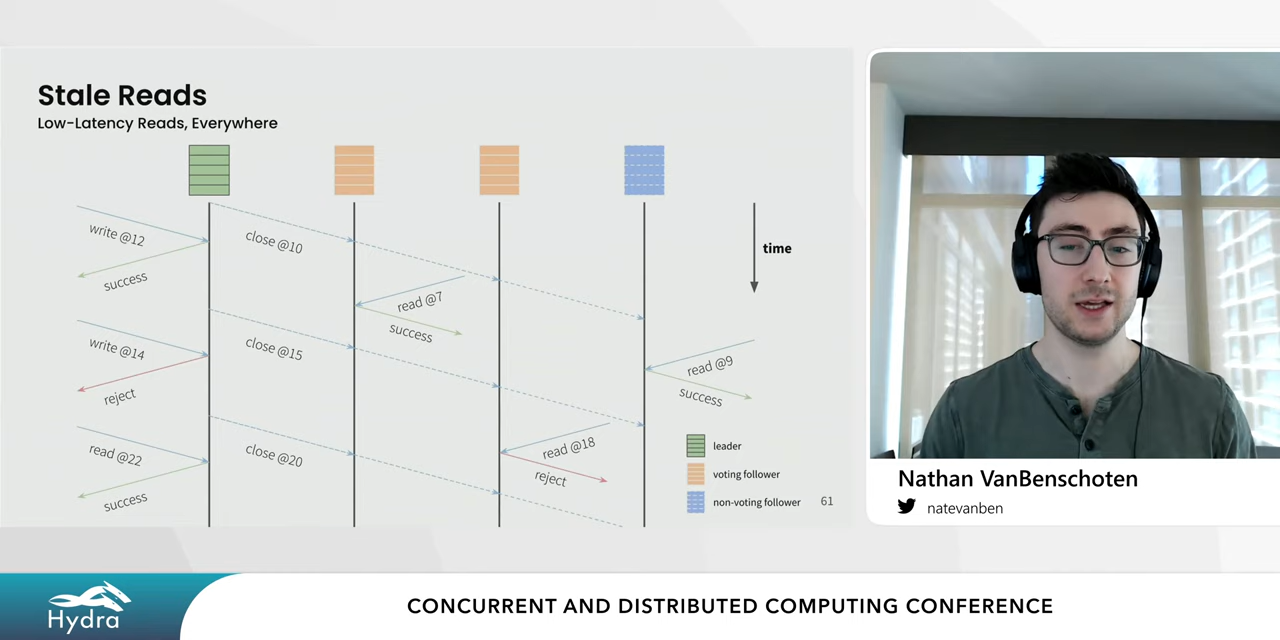 Stale Reads
Low-Latency Reads, Everywhere
write @12
close @10
success
time
read @7
success
write @14
close @15
reject
read @9
success
read @22
close @20
success
read @18
reject
leader
voting follower
non-voting follower
61
Nathan VanBenschoten
natevanben
Hydra
CONCURRENT AND DISTRIBUTED COMPUTING CONFERENCE